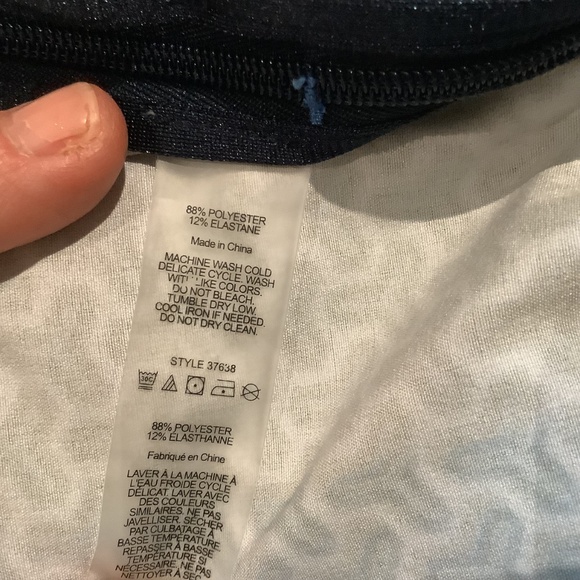 88% POLYESTER
12% ELASTANE
Made in China
MACHINE WASH COLD
DELICATE CYCLE. WASH
WITH LIKE COLORS.
DO NOT BLEACH.
TUMBLE DRY LOW.
COOL IRON IF NEEDED.
DO NOT DRY CLEAN.
STYLE 37638
30C
88% POLYESTER
12% ELASTHANNE
Fabriqué en Chine
LAVER À LA MACHINE À
L'EAU FROIDE CYCLE
DÉLICAT. LAVER AVEC
DES COULEURS
SIMILAIRES. NE PAS
JAVELLISER. SÉCHER
PAR CULBATAGE À
BASSE TEMPÉRATURE
REPASSER À BASSE
TEMPÉRATURE SI
NÉCESSAIRE. NE PAS
NETTOYER À SEC